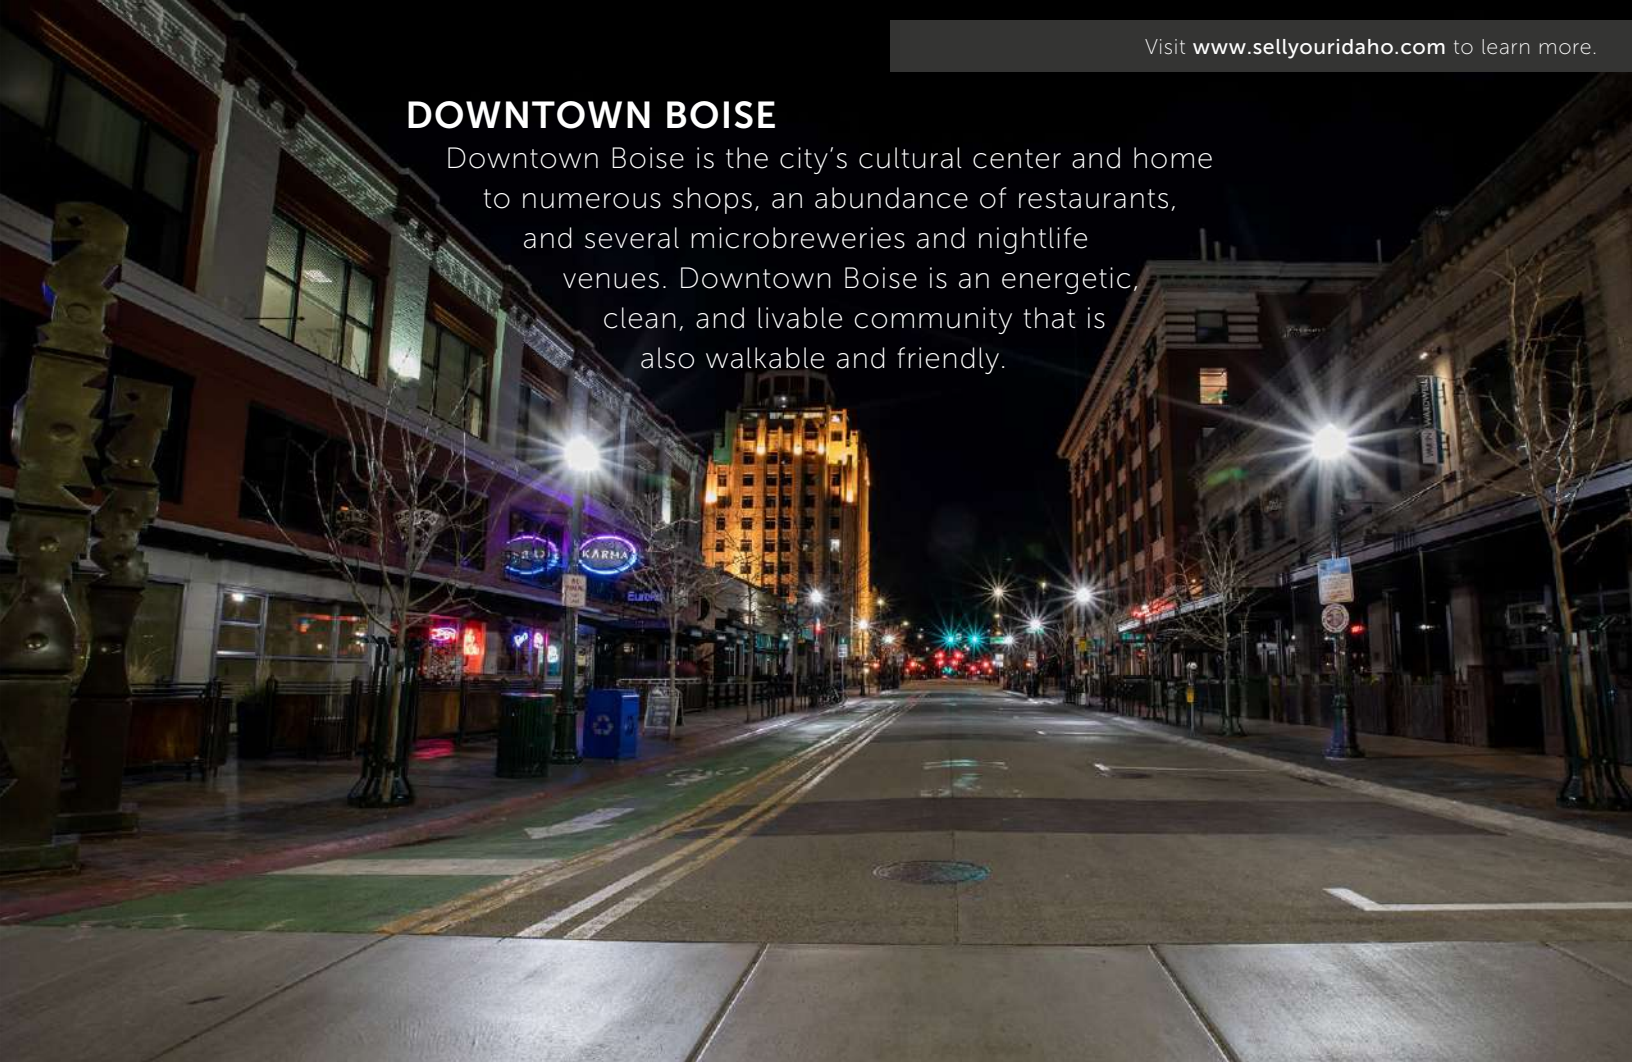 Visit www.sellyouridaho.com to learn more.
DOWNTOWN BOISE
Downtown Boise is the city’s cultural center and home
to numerous shops, an abundance of restaurants,
and several microbreweries and nightlife
venues. Downtown Boise is an energetic,
clean, and livable community that is
also walkable and friendly.
KARMA